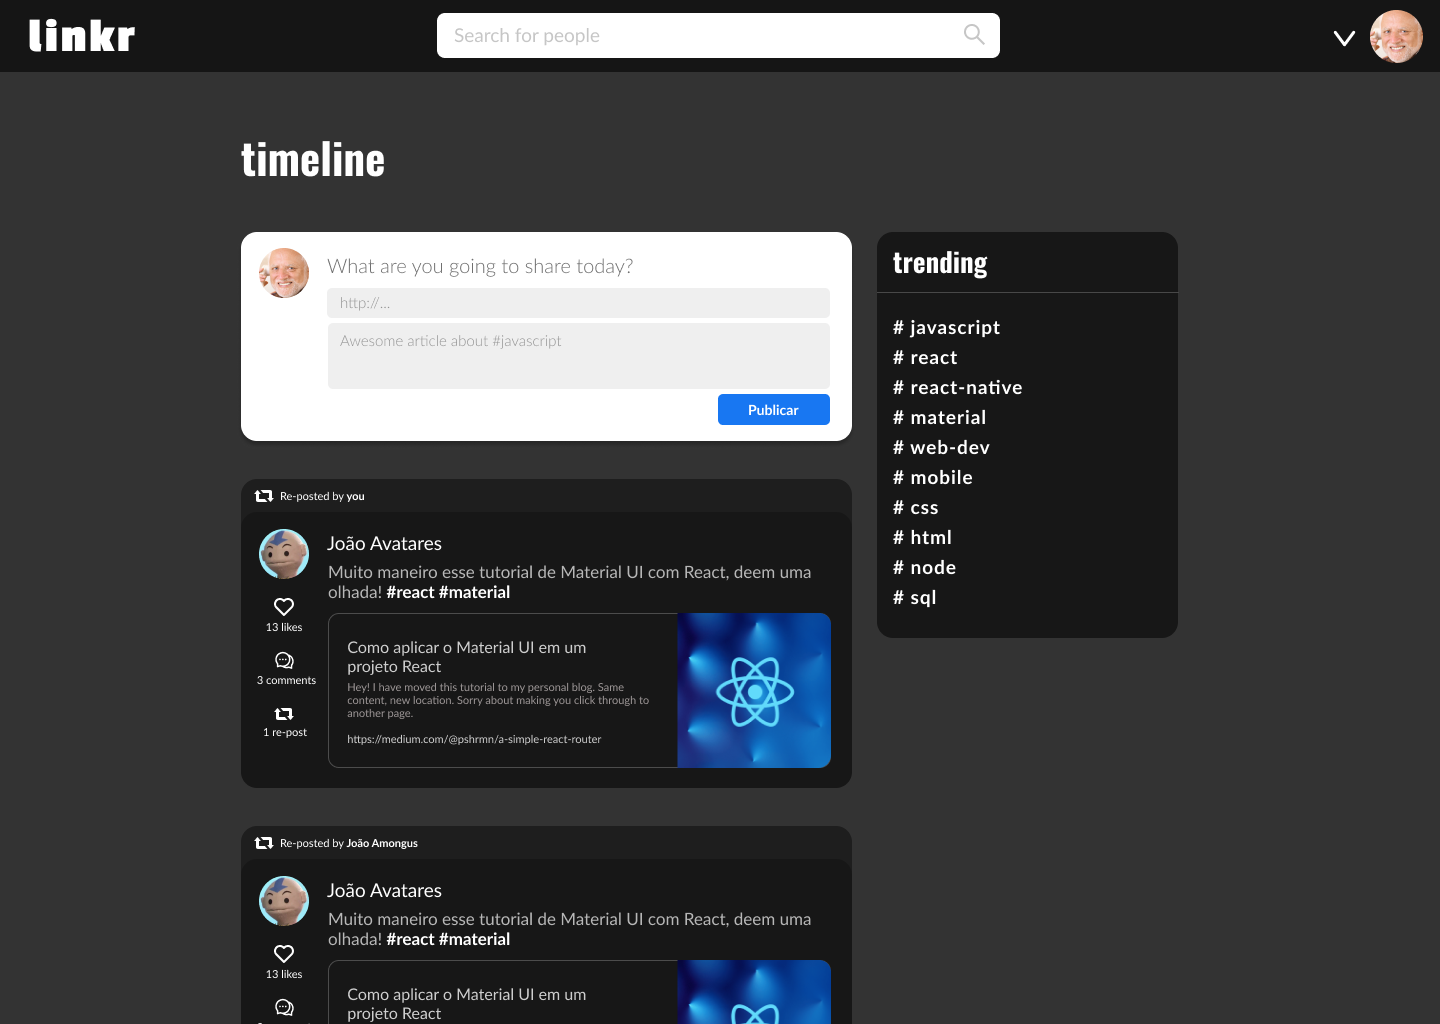 linkr
Search for people
timeline
What are you going to share today?
http://...
Awesome article about #javascript
Publicar
trending
# javascript
# react
# react-native
# material
# web-dev
# mobile
# css
# html
# node
# sql
Re-posted by you
João Avatares
Muito maneiro esse tutorial de Material UI com React, deem uma
olhada! #react #material
13 likes
3 comments
1 re-post
Como aplicar o Material UI em um
projeto React
Hey! I have moved this tutorial to my personal blog. Same
content, new location. Sorry about making you click through to
another page.
https://medium.com/@pshrmn/a-simple-react-router
Re-posted by João Amongus
João Avatares
Muito maneiro esse tutorial de Material UI com React, deem uma
olhada! #react #material
13 likes
Como aplicar o Material UI em um
projeto React